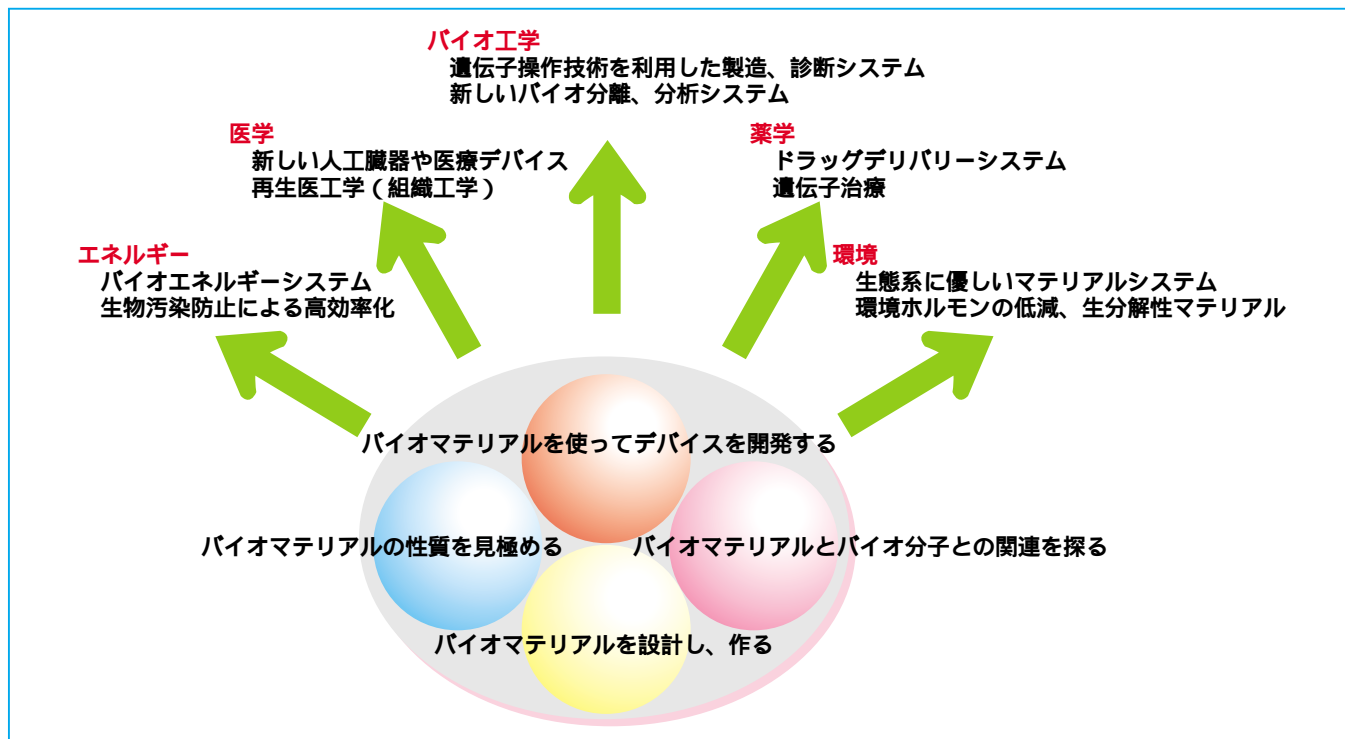 バイオ工学
遺伝子操作技術を利用した製造、診断システム
新しいバイオ分離、分析システム
医学
新しい人工臓器や医療デバイス
再生医工学（組織工学）
薬学
ドラッグデリバリーシステム
遺伝子治療
エネルギー
バイオエネルギーシステム
生物汚染防止による高効率化
環境
生態系に優しいマテリアルシステム
環境ホルモンの低減、生分解性マテリアル
バイオマテリアルを使ってデバイスを開発する
バイオマテリアルの性質を見極める
バイオマテリアルとバイオ分子との関連を探る
バイオマテリアルを設計し、作る